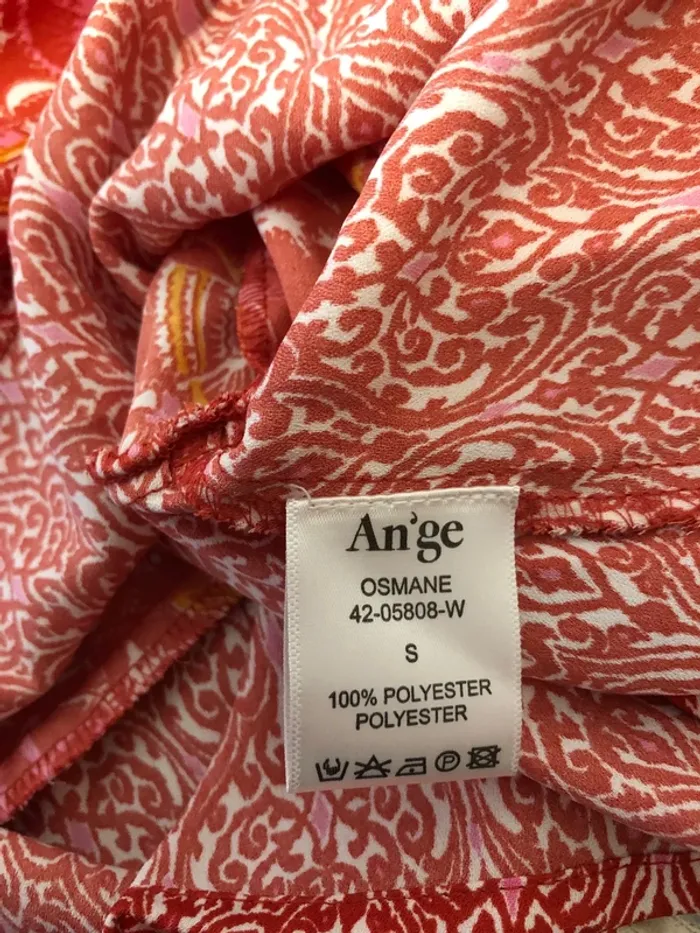 An'ge
OSMANE
42-05808-W
S
100% POLYESTER
POLYESTER
P